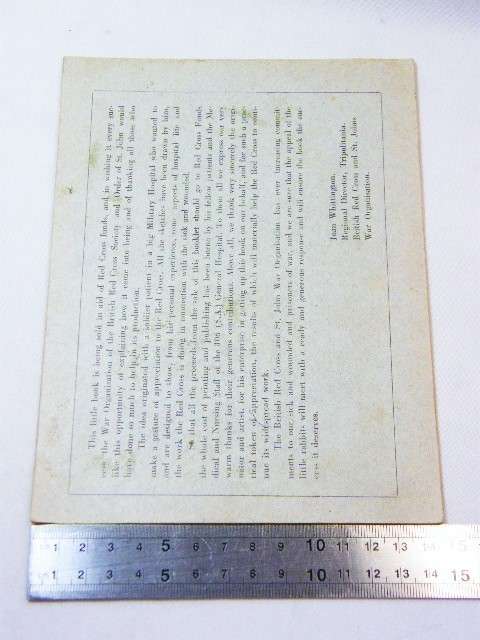 This little book is being sold in aid of Red Cross funds, and in wishing it every suc-
cess the War Organisation of the British Red Cross Society and Order of St. John would
like this opportunity of explaining how it came into being and of thanking all those who
have done so much to help in its production.
The idea originated with a soldier patient in a big Military Hospital who wanted to
make a gesture of appreciation to the Red Cross. All the sketches have been drawn by him,
and are designed to show, from his personal experience, some aspects of hospital life and
the work the Red Cross is doing in connection with the sick and wounded.
So that all the proceeds from the sale of this booklet should go to Red Cross Funds
the whole cost of printing and publishing has been borne by his fellow patients and the Me-
dical and Nursing Staff of the 106 (S.A.) General Hospital. To them all we express our very
warm thanks for their generous contributions. Above all, we thank very sincerely the orig-
inator and artist, for his enterprise in getting up this book on our behalf, and for such a prac-
tical token of appreciation, the results of which will materially help the Red Cross to conti-
nue its widespread work.
The British Red Cross and St. John War Organisation has ever increasing commit-
ments to our sick and wounded and prisoners of war, and we are sure that the appeal of the
little rabbits will meet with a ready and generous response and will ensure the book the suc-
cess it deserves.
Joan Whittington.
Regional Director, Tripolitania.
British Red Cross and St. Johns
War Organisation.
1 2 3 4 5 6 7 8 9 10 11 12 13 14 15
1 2 3 4 5 6 7 8 9 10 11 12 13 14 15